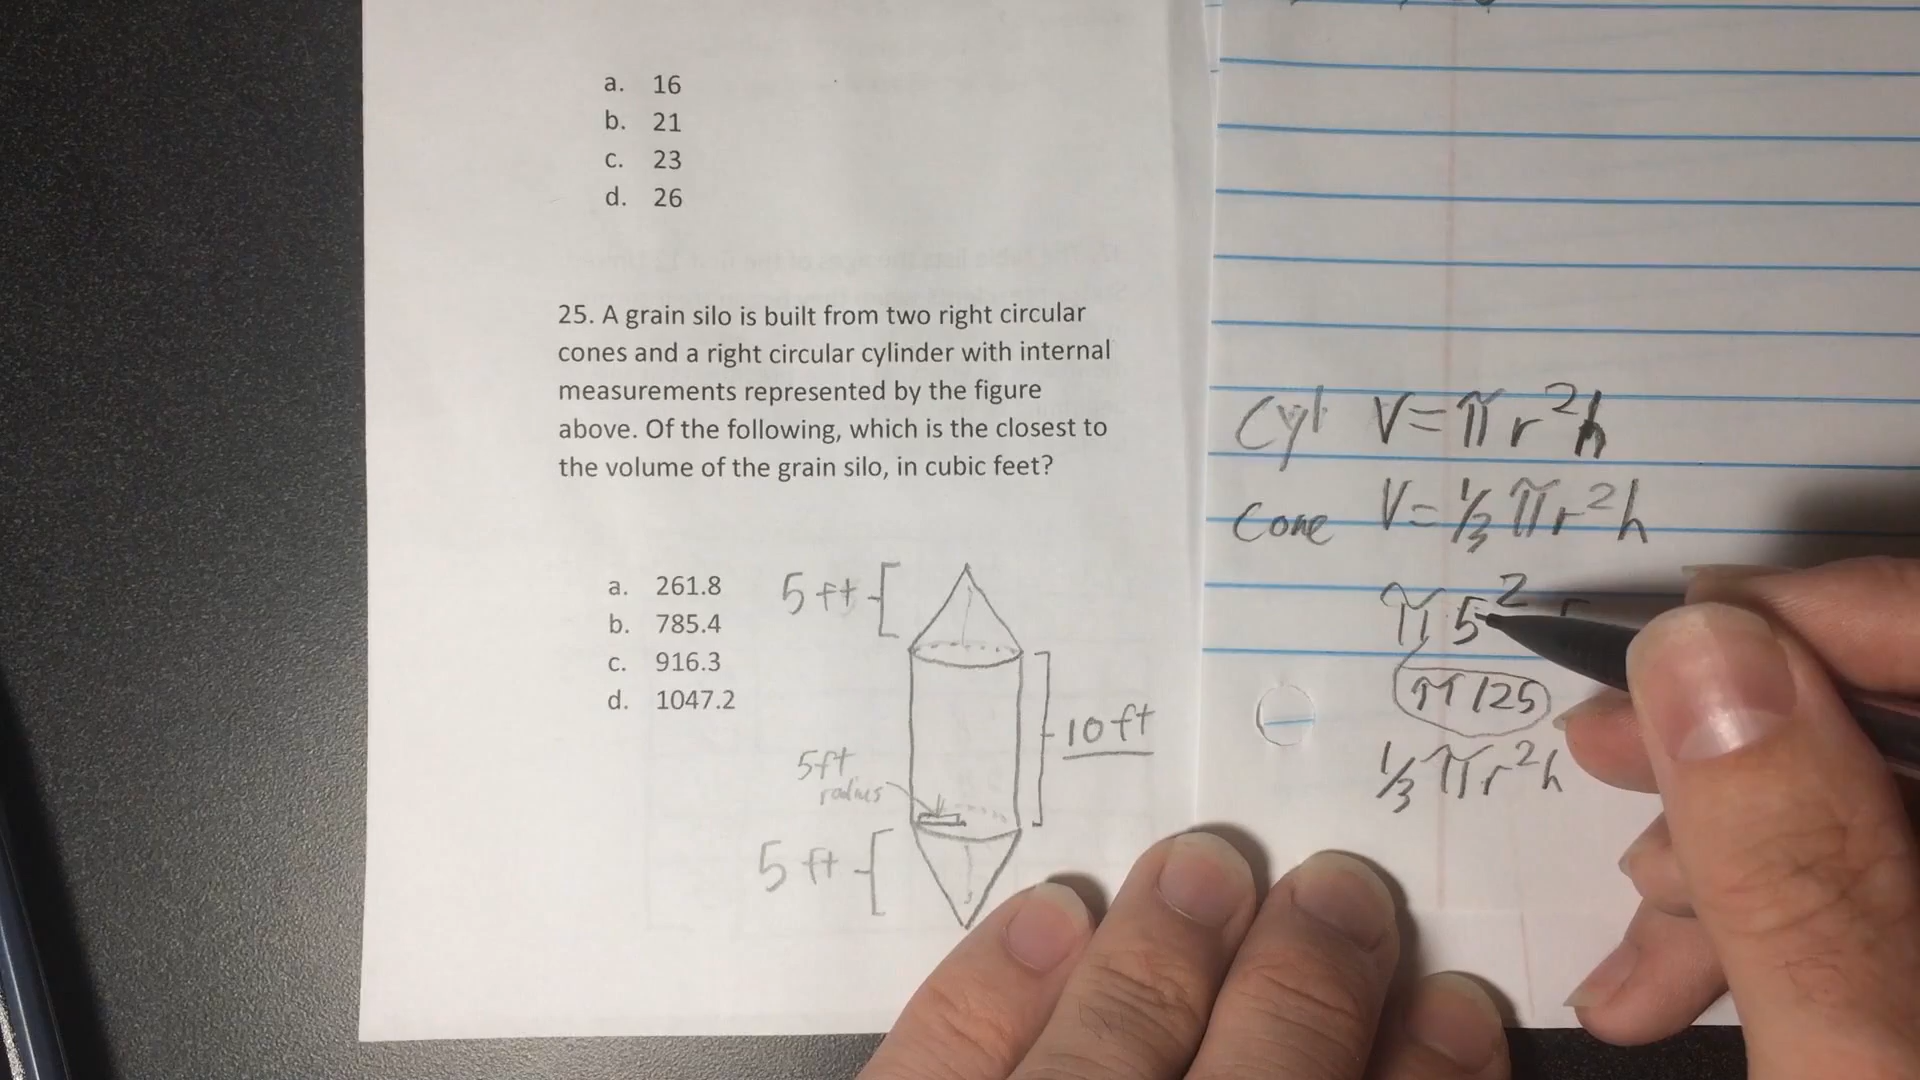 a. 16
b. 21
c. 23
d. 26
25. A grain silo is built from two right circular
cones and a right circular cylinder with internal
measurements represented by the figure
above. Of the following, which is the closest to
the volume of the grain silo, in cubic feet?
a. 261.8
b. 785.4
c. 916.3
d. 1047.2
5 ft
10 ft
5ft
radius
5 ft
Cyl V=πr²h
Cone V=⅓πr²h
π5²
π125
⅓πr²h